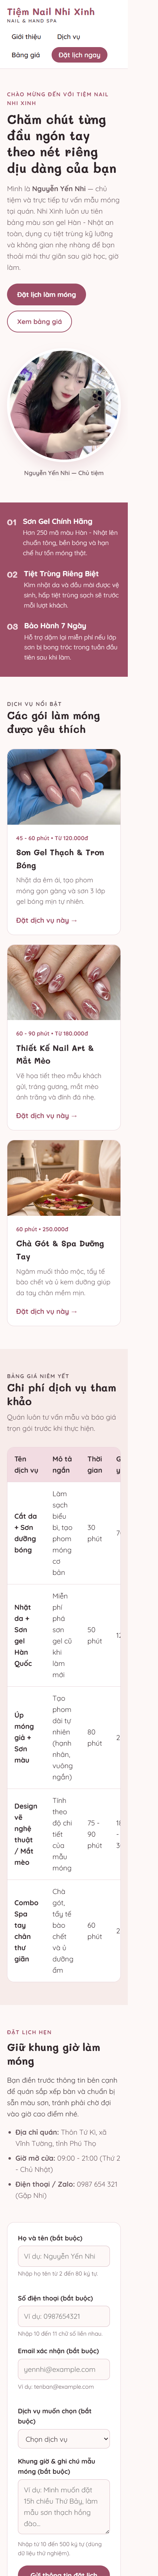 Tiệm Nail Nhi Xinh
NAIL & HAND SPA
Giới thiệu
Dịch vụ
Bảng giá
Đặt lịch ngay
CHÀO MỪNG ĐẾN VỚI TIỆM NAIL
NHI XINH
Chăm chút từng
đầu ngón tay
theo nét riêng
dịu dàng của bạn
Mình là Nguyễn Yến Nhi — chủ
tiệm và trực tiếp tư vấn mẫu móng
tại quán. Nhi Xinh luôn ưu tiên
bảng màu sơn gel Hàn - Nhật an
toàn, dụng cụ tiệt trùng kỹ lưỡng
và không gian nhẹ nhàng để bạn
thoải mái thư giãn sau giờ học, giờ
làm.
Đặt lịch làm móng
Xem bảng giá
Nguyễn Yến Nhi — Chủ tiệm
01 Sơn Gel Chính Hãng
Hơn 250 mã màu Hàn - Nhật lên
chuẩn tông, bền bóng và hạn
chế hư tổn móng thật.
02 Tiệt Trùng Riêng Biệt
Kìm nhặt da và đầu mài được vệ
sinh, hấp tiệt trùng sạch sẽ trước
mỗi lượt khách.
03 Bảo Hành 7 Ngày
Hỗ trợ dặm lại miễn phí nếu lớp
sơn bị bong tróc trong tuần đầu
tiên sau khi làm.
DỊCH VỤ NỔI BẬT
Các gói làm móng
được yêu thích
45 - 60 phút • Từ 120.000đ
Sơn Gel Thạch & Trơn
Bóng
Nhặt da êm ái, tạo phom
móng gọn gàng và sơn 3 lớp
gel bóng mịn tự nhiên.
Đặt dịch vụ này →
60 - 90 phút • Từ 180.000đ
Thiết Kế Nail Art &
Mắt Mèo
Vẽ họa tiết theo mẫu khách
gửi, tráng gương, mắt mèo
ánh trăng và đính đá nhẹ.
Đặt dịch vụ này →
60 phút • 250.000đ
Chà Gót & Spa Dưỡng
Tay
Ngâm muối thảo mộc, tẩy tế
bào chết và ủ kem dưỡng giúp
da tay chân mềm mịn.
Đặt dịch vụ này →
BẢNG GIÁ NIÊM YẾT
Chi phí dịch vụ tham
khảo
Quán luôn tư vấn mẫu và báo giá
trọn gói trước khi thực hiện.
Tên dịch vụ
Mô tả ngắn
Thời gian
Cắt da + Sơn dưỡng bóng
Làm sạch biểu bì, tạo phom móng cơ bản
30 phút
Nhặt da + Sơn gel Hàn Quốc
Miễn phí phá sơn gel cũ khi làm mới
50 phút
Úp móng giả + Sơn màu
Tạo phom dài tự nhiên (hạnh nhân, vuông ngắn)
80 phút
Design vẽ nghệ thuật / Mắt mèo
Tính theo độ chi tiết của mẫu móng
75 - 90 phút
Combo Spa tay chân thư giãn
Chà gót, tẩy tế bào chết và ủ dưỡng ẩm
60 phút
ĐẶT LỊCH HẸN
Giữ khung giờ làm
móng
Bạn điền trước thông tin bên cạnh
để quán sắp xếp bàn và chuẩn bị
sẵn màu sơn, tránh phải chờ đợi
vào giờ cao điểm nhé.
• Địa chỉ quán: Thôn Tứ Kì, xã
Vĩnh Tường, tỉnh Phú Thọ
• Giờ mở cửa: 09:00 - 21:00 (Thứ 2
- Chủ Nhật)
• Điện thoại / Zalo: 0987 654 321
(Gặp Nhi)
Họ và tên (bắt buộc)
Ví dụ: Nguyễn Yến Nhi
Nhập họ tên từ 2 đến 80 ký tự.
Số điện thoại (bắt buộc)
Ví dụ: 0987654321
Nhập 10 đến 11 chữ số liền nhau.
Email xác nhận (bắt buộc)
yennhi@example.com
Ví dụ: tenban@example.com
Dịch vụ muốn chọn (bắt
buộc)
Chọn dịch vụ
Khung giờ & ghi chú mẫu
móng (bắt buộc)
Ví dụ: Mình muốn đặt
15h chiều Thứ Bảy, làm
mẫu sơn thạch hồng
đào...
Nhập từ 10 đến 500 ký tự (dùng
dữ liệu thử nghiệm).
Gửi thông tin đặt lịch